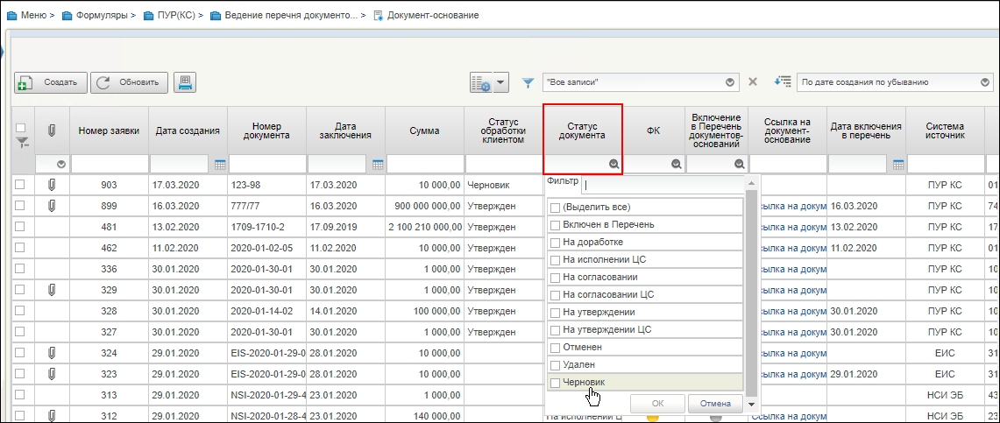 Меню > Формуляры > ПУР(КС) > Ведение перечня документо... > Документ-основание
Создать Обновить "Все записи" По дате создания по убыванию
Номер заявки Дата создания Номер документа Дата заключения Сумма Статус обработки клиентом Статус документа ФК Включение в Перечень документов-оснований Ссылка на документ-основание Дата включения в перечень Система источник
903 17.03.2020 123-98 17.03.2020 10 000,00 Черновик ПУР КС 01
899 16.03.2020 777/77 16.03.2020 900 000 000,00 Утвержден сылка на докум 16.03.2020 ПУР КС 74
481 13.02.2020 1709-1710-2 17.09.2019 2 100 210 000,00 Утвержден сылка на докум 13.02.2020 ПУР КС 17
462 11.02.2020 2020-01-02-05 11.02.2020 10 000,00 Утвержден сылка на докум 11.02.2020 ПУР КС 01
336 30.01.2020 2020-01-30-01 30.01.2020 1 000,00 Утвержден сылка на докум ПУР КС 10
329 30.01.2020 2020-01-30-01 30.01.2020 1 000,00 Утвержден сылка на докум ПУР КС 10
328 30.01.2020 2020-01-14-02 14.01.2020 100 000,00 Утвержден сылка на докум 30.01.2020 ПУР КС 10
327 30.01.2020 2020-01-30-01 30.01.2020 1 000,00 Утвержден сылка на докум 30.01.2020 ПУР КС 10
324 29.01.2020 EIS-2020-01-29-0 28.01.2020 10 000,00 сылка на докум ЕИС 31
323 29.01.2020 EIS-2020-01-29-0 28.01.2020 10 000,00 сылка на докум 29.01.2020 ЕИС 31
313 29.01.2020 NSI-2020-01-29-4 23.01.2020 1 000,00 НСИ ЭБ 43
312 29.01.2020 NSI-2020-01-28-4 23.01.2020 140 000,00 На исполнении Ц Ссылка на докум НСИ ЭБ 23
Фильтр
(Выделить все)
Включен в Перечень
На доработке
На исполнении ЦС
На согласовании
На согласовании ЦС
На утверждении
На утверждении ЦС
Отменен
Удален
Черновик
ОК Отмена